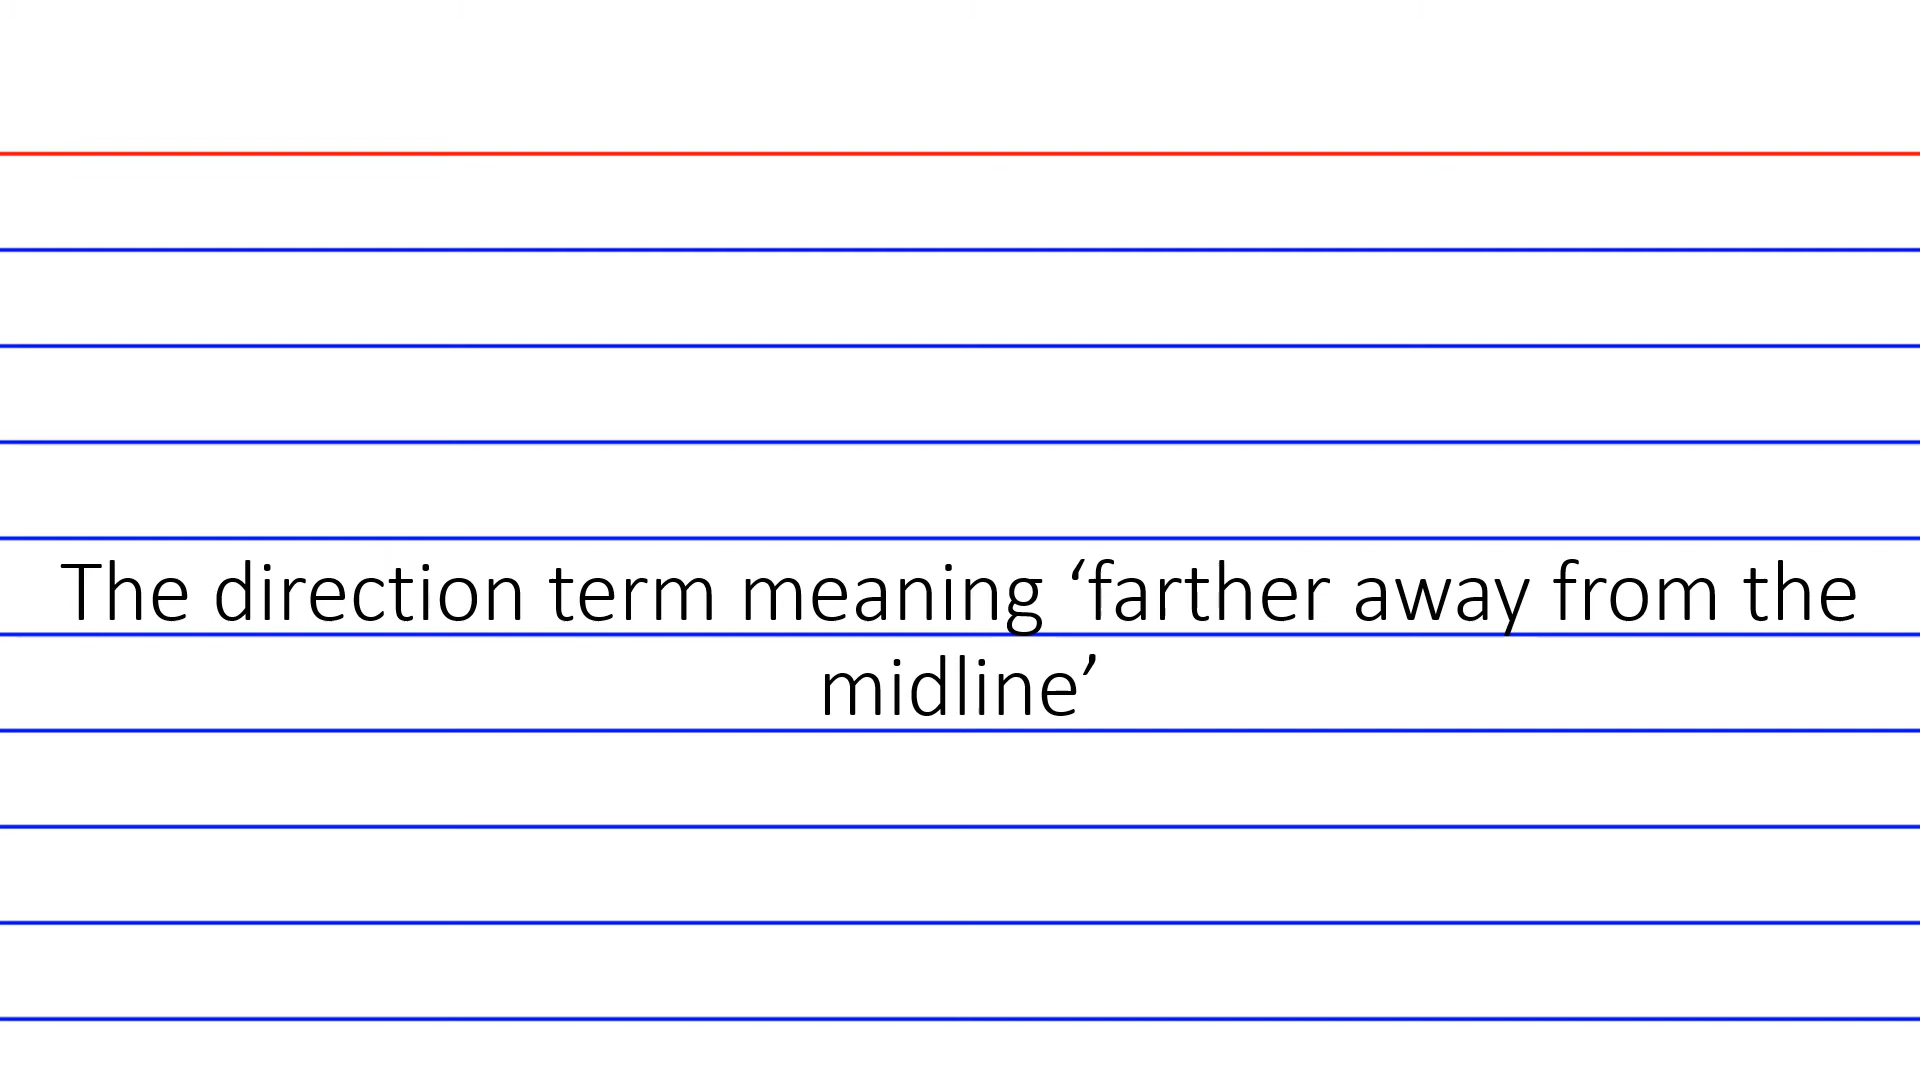 The direction term meaning ‘farther away from the
midline’